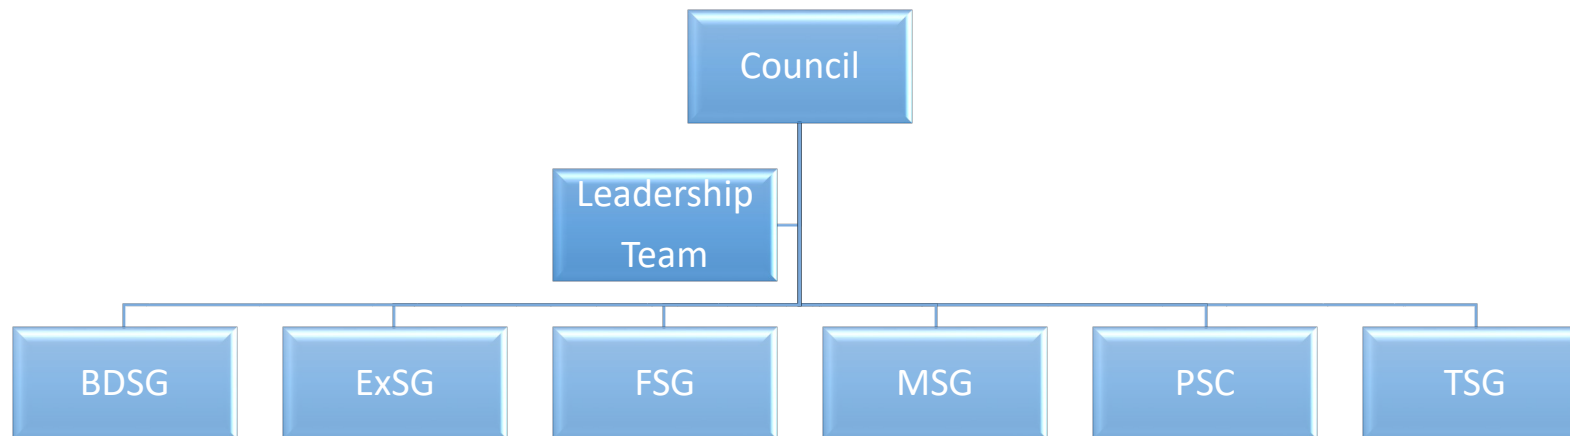 Council
Leadership
Team
BDSG
ExSG
FSG
MSG
PSC
TSG